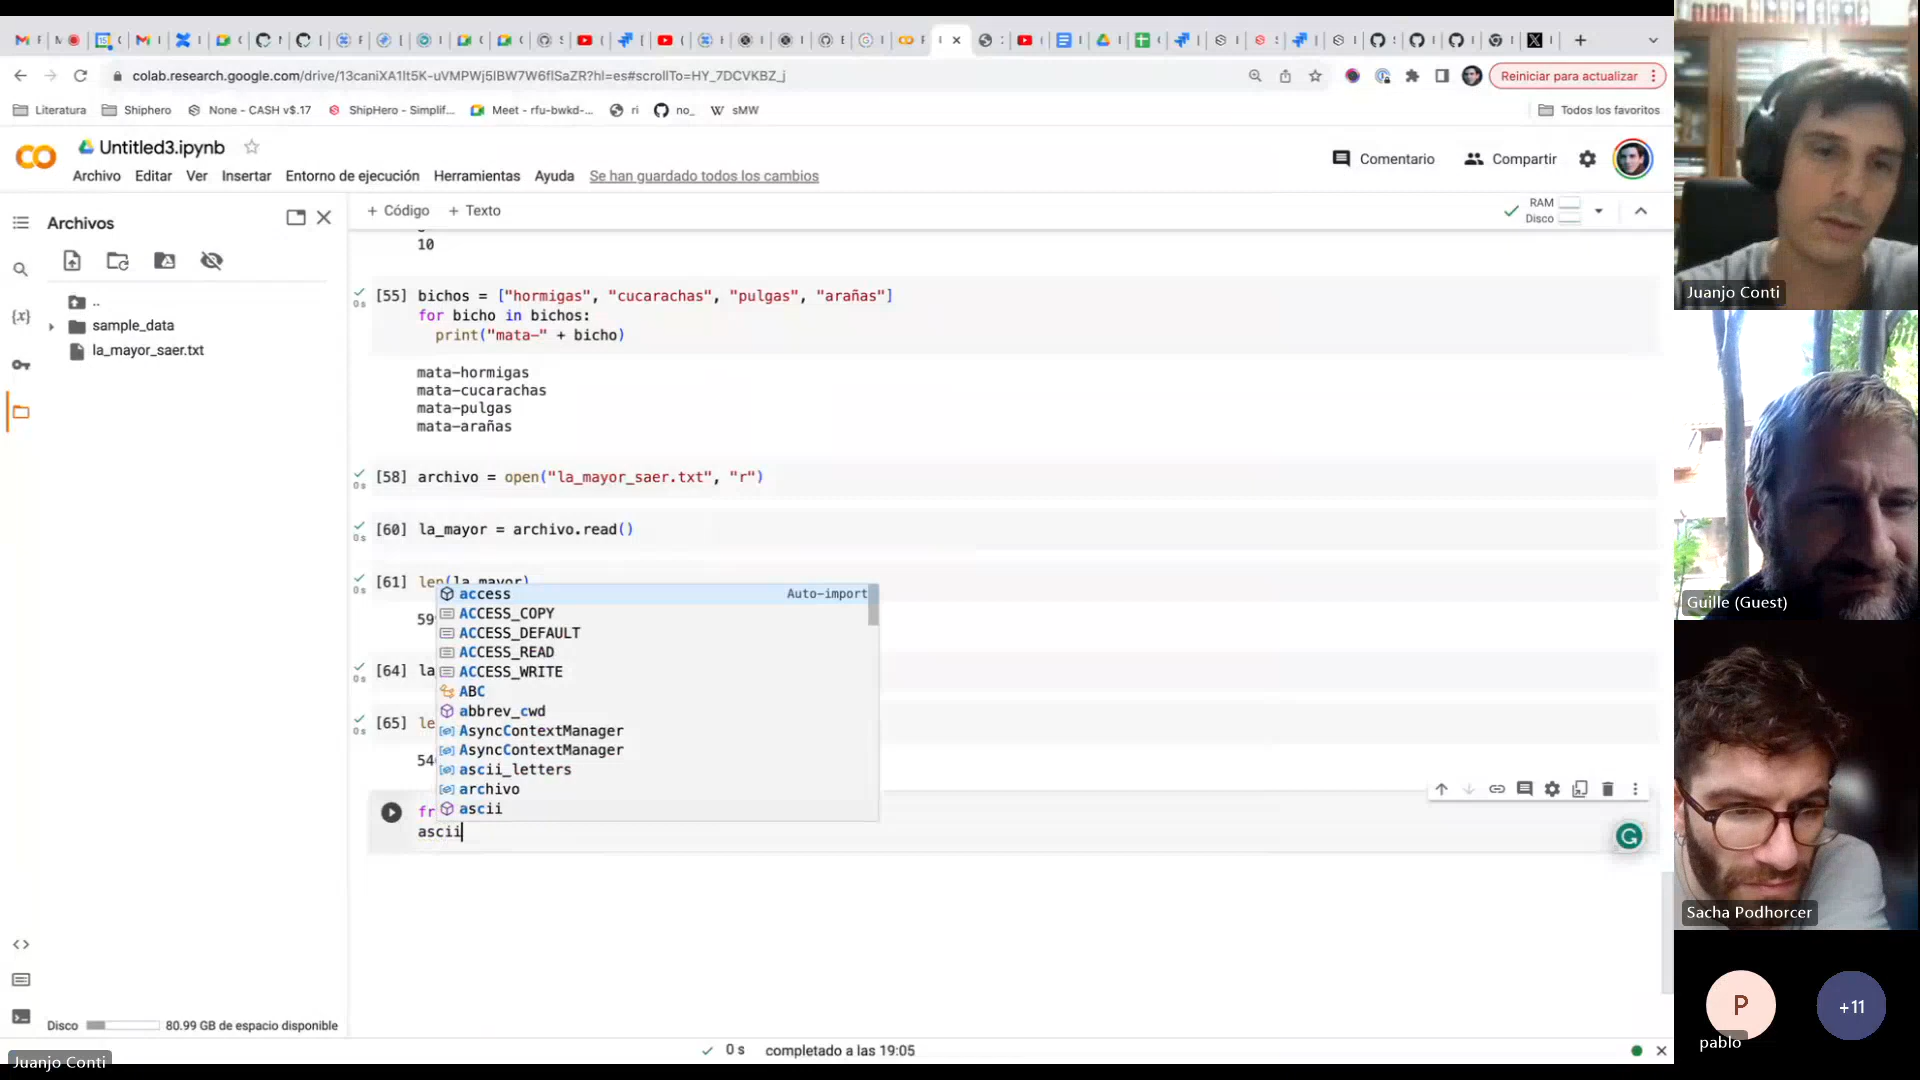 colab.research.google.com/drive/13caniXA1lt5K-uVMPWj5lBW7W6flSaZR?hl=es#scrollTo=HY_7DCVKBZ_j
Reiniciar para actualizar
Literatura
Shiphero
None - CASH v$.17
ShipHero - Simplif...
Meet - rfu-bwkd-...
ri
no_
sMW
Todos los favoritos
Untitled3.ipynb
Comentario
Compartir
Archivo Editar Ver Insertar Entorno de ejecución Herramientas Ayuda Se han guardado todos los cambios
Archivos
+ Código + Texto
RAM
Disco
..
sample_data
la_mayor_saer.txt
10
[55] bichos = ["hormigas", "cucarachas", "pulgas", "arañas"]
for bicho in bichos:
print("mata-" + bicho)
0 s
mata-hormigas
mata-cucarachas
mata-pulgas
mata-arañas
[58] archivo = open("la_mayor_saer.txt", "r")
0 s
[60] la_mayor = archivo.read()
0 s
[61] len(la_mayor)
0 s
access Auto-import
ACCESS_COPY
ACCESS_DEFAULT
ACCESS_READ
ACCESS_WRITE
ABC
abbrev_cwd
AsyncContextManager
AsyncContextManager
ascii_letters
archivo
ascii
59
[64] la
0 s
[65] le
0 s
54
fr
ascii
Disco 80.99 GB de espacio disponible
0 s completado a las 19:05
Juanjo Conti
Juanjo Conti
Guille (Guest)
Sacha Podhorcer
P
pablo
+11